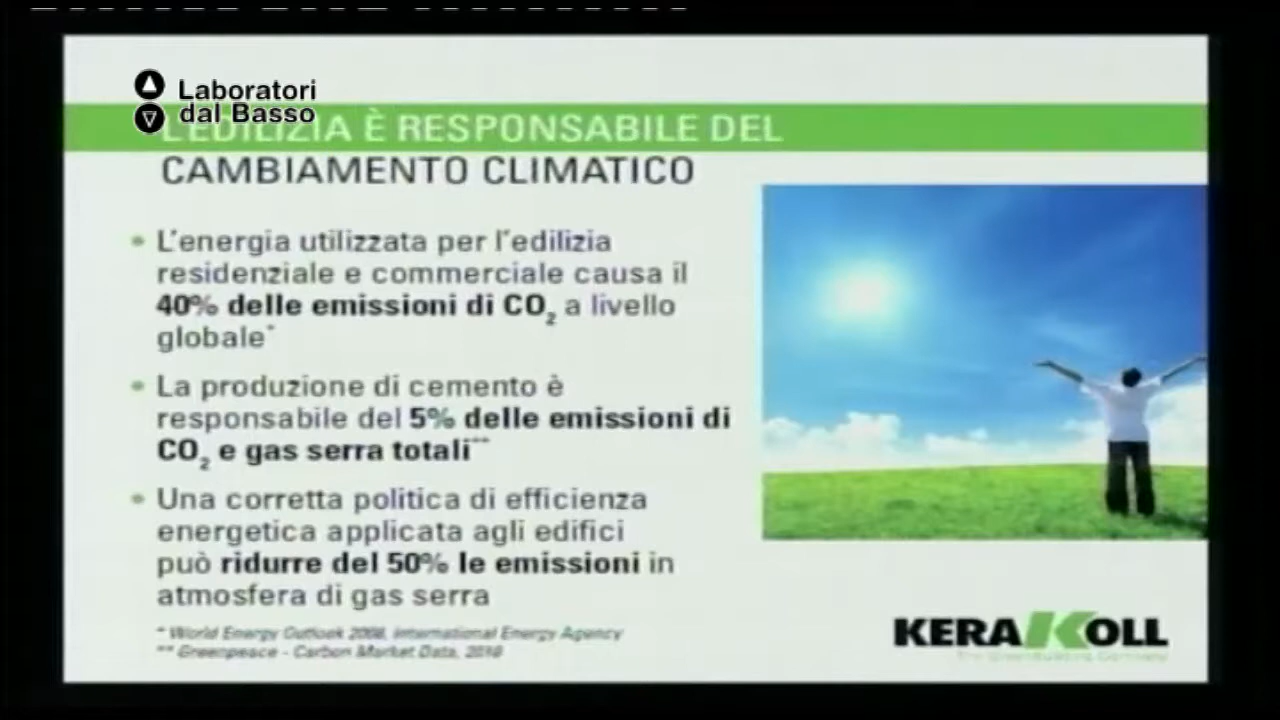 Laboratori
dal Basso
L'EDILIZIA È RESPONSABILE DEL
CAMBIAMENTO CLIMATICO
• L'energia utilizzata per l'edilizia
residenziale e commerciale causa il
40% delle emissioni di CO₂ a livello
globale*
• La produzione di cemento è
responsabile del 5% delle emissioni di
CO₂ e gas serra totali**
• Una corretta politica di efficienza
energetica applicata agli edifici
può ridurre del 50% le emissioni in
atmosfera di gas serra
* World Energy Outlook 2008, International Energy Agency
** Greenpeace - Carbon Market Data, 2010
KERAKOLL